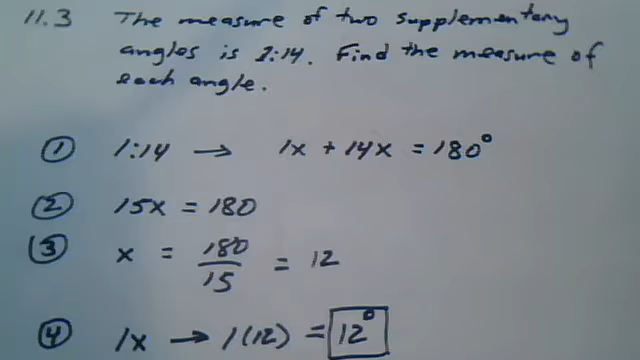 11.3 The measure of two supplementary
angles is 1:14. Find the measure of
each angle.
① 1:14 → 1x + 14x = 180°
② 15x = 180
③ x = 180/15 = 12
④ 1x → 1(12) = 12°